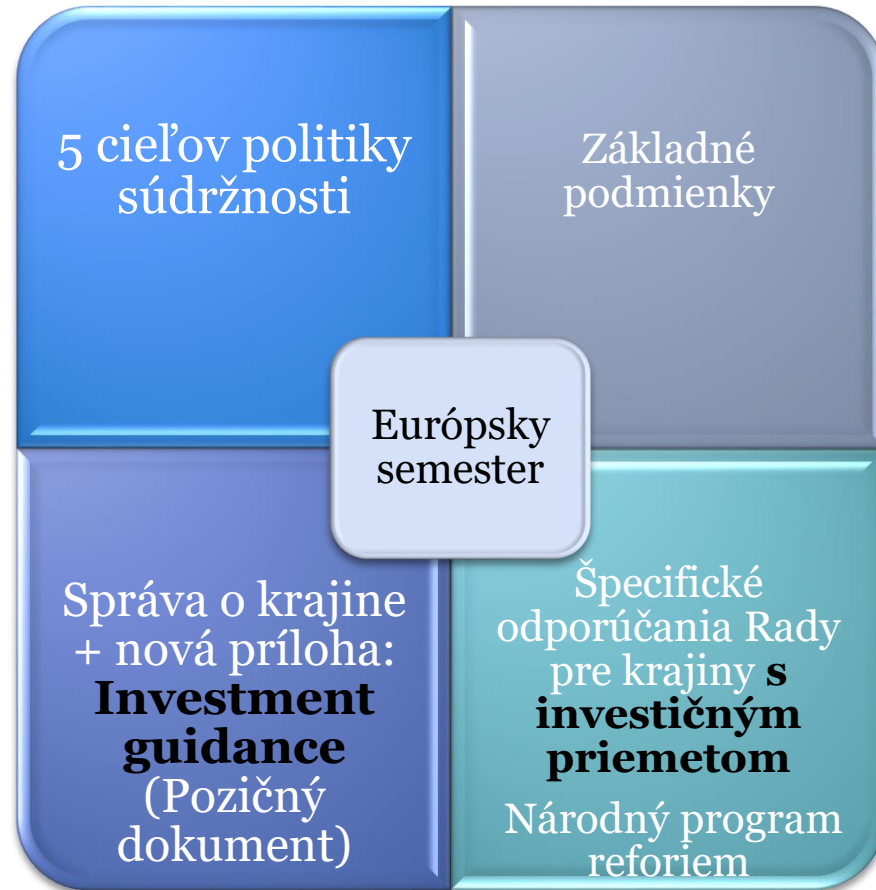 5 cieľov politiky
súdržnosti
Základné
podmienky
Európsky
semester
Správa o krajine
+ nová príloha:
Investment
guidance
(Pozičný
dokument)
Špecifické
odporúčania Rady
pre krajiny s
investičným
priemetom
Národný program
reforiem